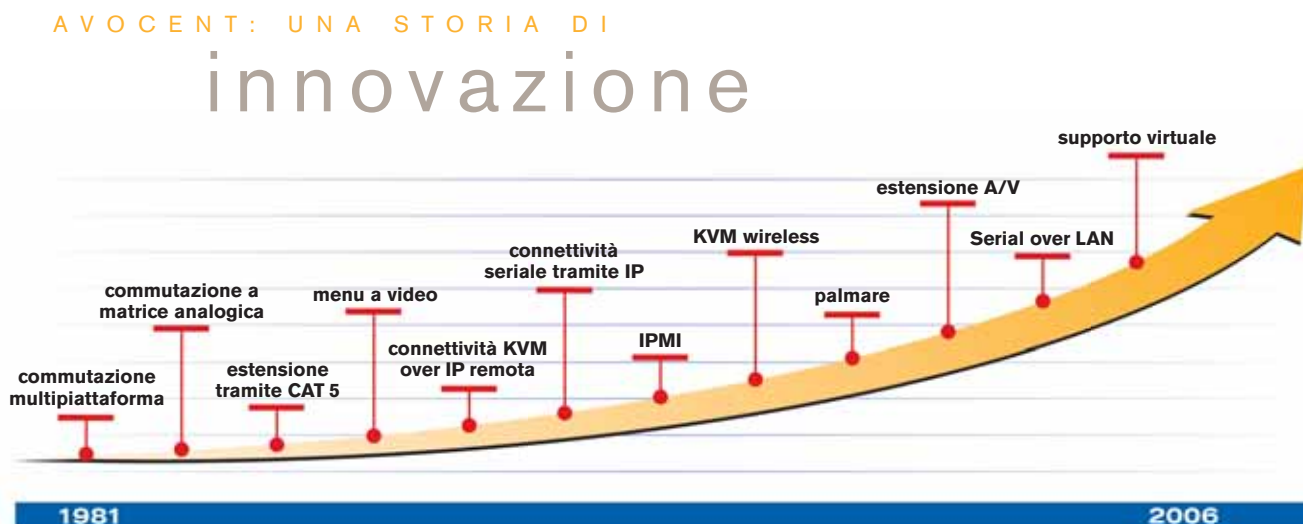 AVOCENT: UNA STORIA DI
innovazione
commutazione
multipiattaforma
commutazione a
matrice analogica
estensione
tramite CAT 5
menu a video
connettività KVM
over IP remota
connettività
seriale tramite IP
IPMI
KVM wireless
palmare
estensione A/V
Serial over LAN
supporto virtuale
1981
2006